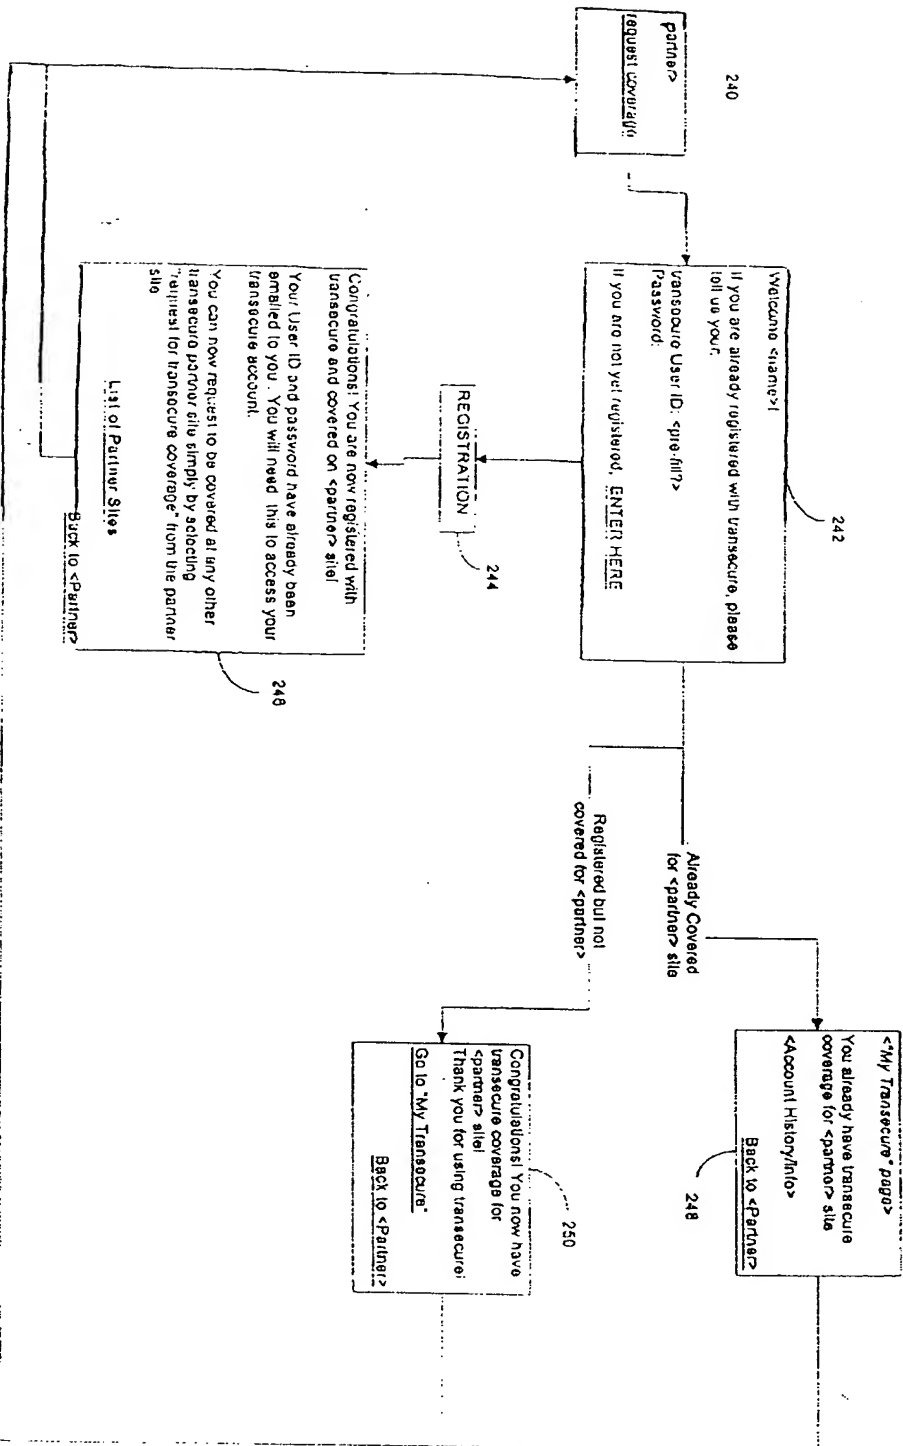 240
partner>
request coverage
242
Welcome <name>!
If you are already registered with transecure, please
tell us your:
transecure User ID: <pre-fill?>
Password:
If you are not yet registered, ENTER HERE
REGISTRATION
244
Congratulations! You are now registered with
transecure and covered on <partner> site!
Your User ID and password have already been
emailed to you . You will need this to access your
transecure account.
You can now request to be covered at any other
transecure partner site simply by selecting
"request for transecure coverage" from the partner
site
List of Partner Sites
Back to <Partner>
246
Already Covered
for <partner> site
Registered but not
covered for <partner>
<"My Transecure" page>
You already have transecure
coverage for <partner> site
<Account History/Info>
Back to <Partner>
248
250
Congratulations! You now have
transecure coverage for
<partner> site!
Thank you for using transecure!
Go to "My Transecure"
Back to <Partner>